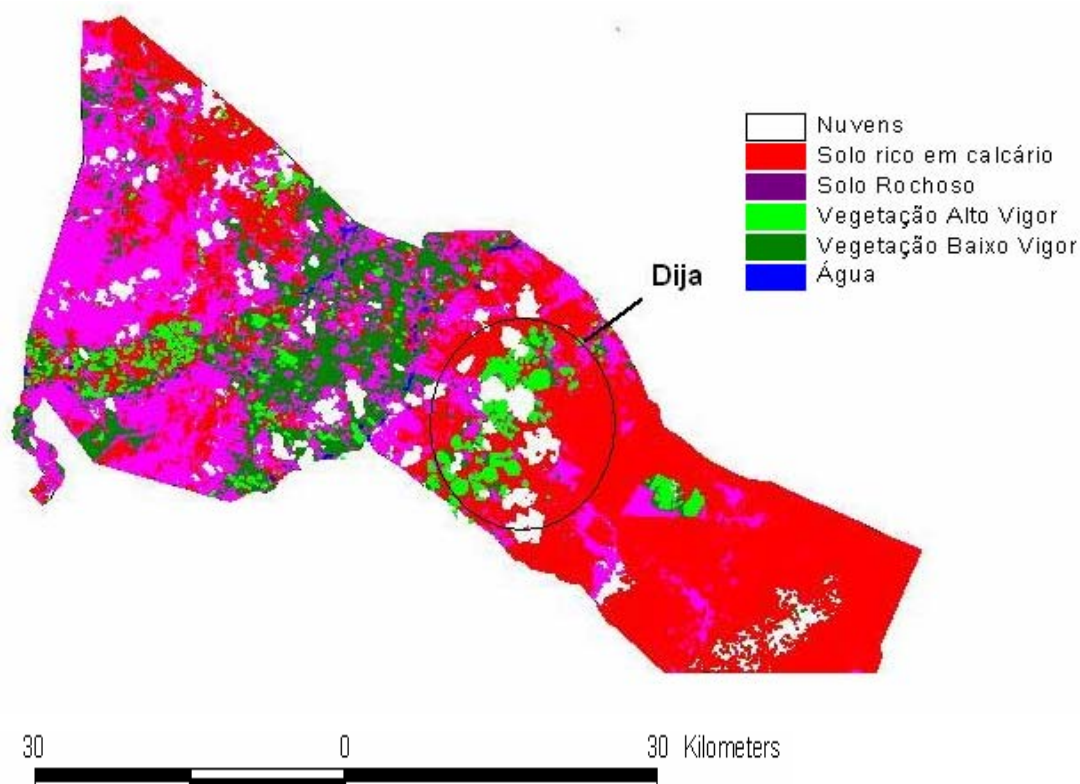 Nuvens
Solo rico em calcário
Solo Rochoso
Vegetação Alto Vigor
Vegetação Baixo Vigor
Água
Dija
30 0 30 Kilometers